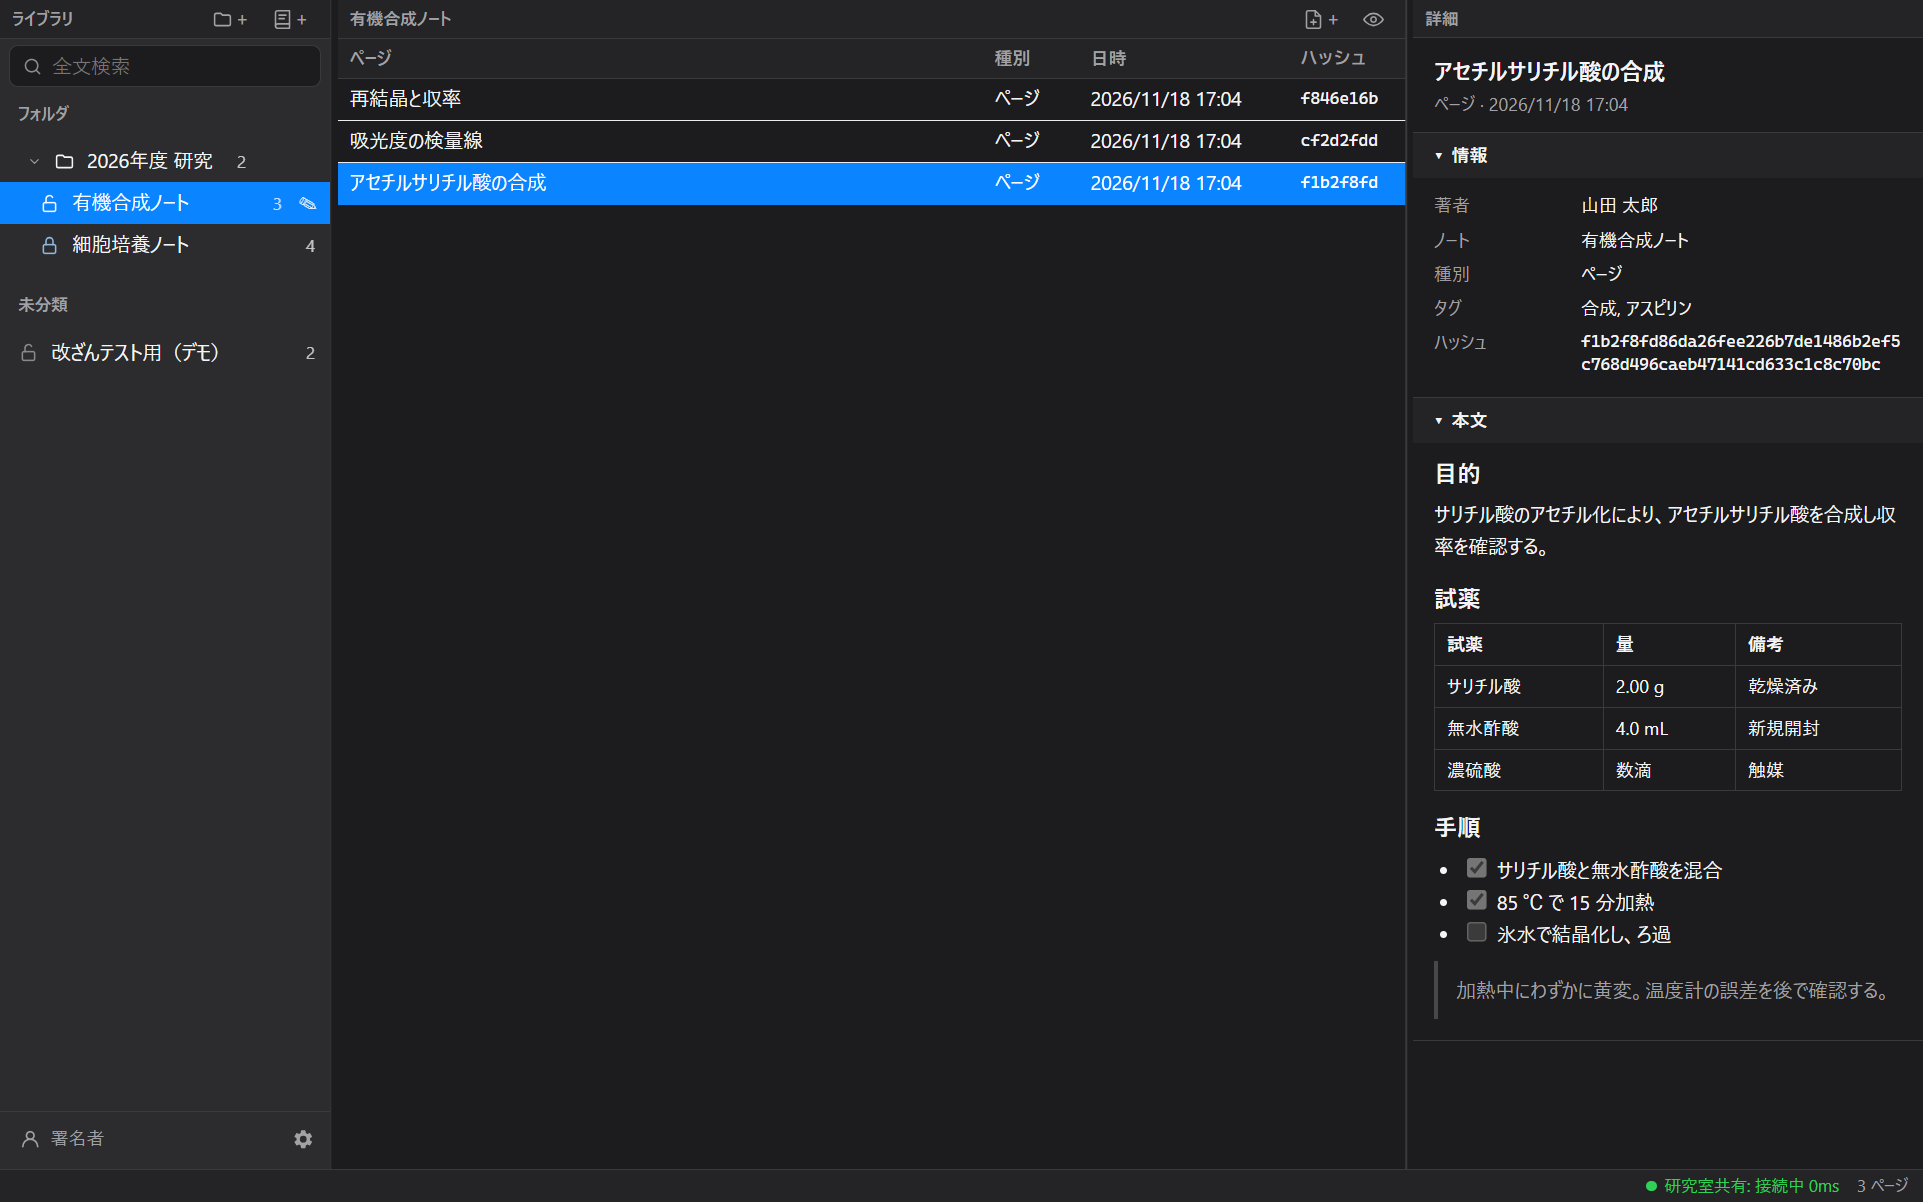 ライブラリ
全文検索
フォルダ
2026年度 研究 2
有機合成ノート 3
細胞培養ノート 4
未分類
改ざんテスト用（デモ） 2
署名者
有機合成ノート
ページ 種別 日時 ハッシュ
再結晶と収率 ページ 2026/11/18 17:04 f846e16b
吸光度の検量線 ページ 2026/11/18 17:04 cf2d2fdd
アセチルサリチル酸の合成 ページ 2026/11/18 17:04 f1b2f8fd
詳細
アセチルサリチル酸の合成
ページ · 2026/11/18 17:04
情報
著者 山田 太郎
ノート 有機合成ノート
種別 ページ
タグ 合成, アスピリン
ハッシュ f1b2f8fd86da26fee226b7de1486b2ef5
c768d496caeb47141cd633c1c8c70bc
本文
目的
サリチル酸のアセチル化により、アセチルサリチル酸を合成し収
率を確認する。
試薬
試薬 量 備考
サリチル酸 2.00 g 乾燥済み
無水酢酸 4.0 mL 新規開封
濃硫酸 数滴 触媒
手順
サリチル酸と無水酢酸を混合
85 ℃ で 15 分加熱
氷水で結晶化し、ろ過
加熱中にわずかに黄変。温度計の誤差を後で確認する。
研究室共有: 接続中 0ms 3 ページ